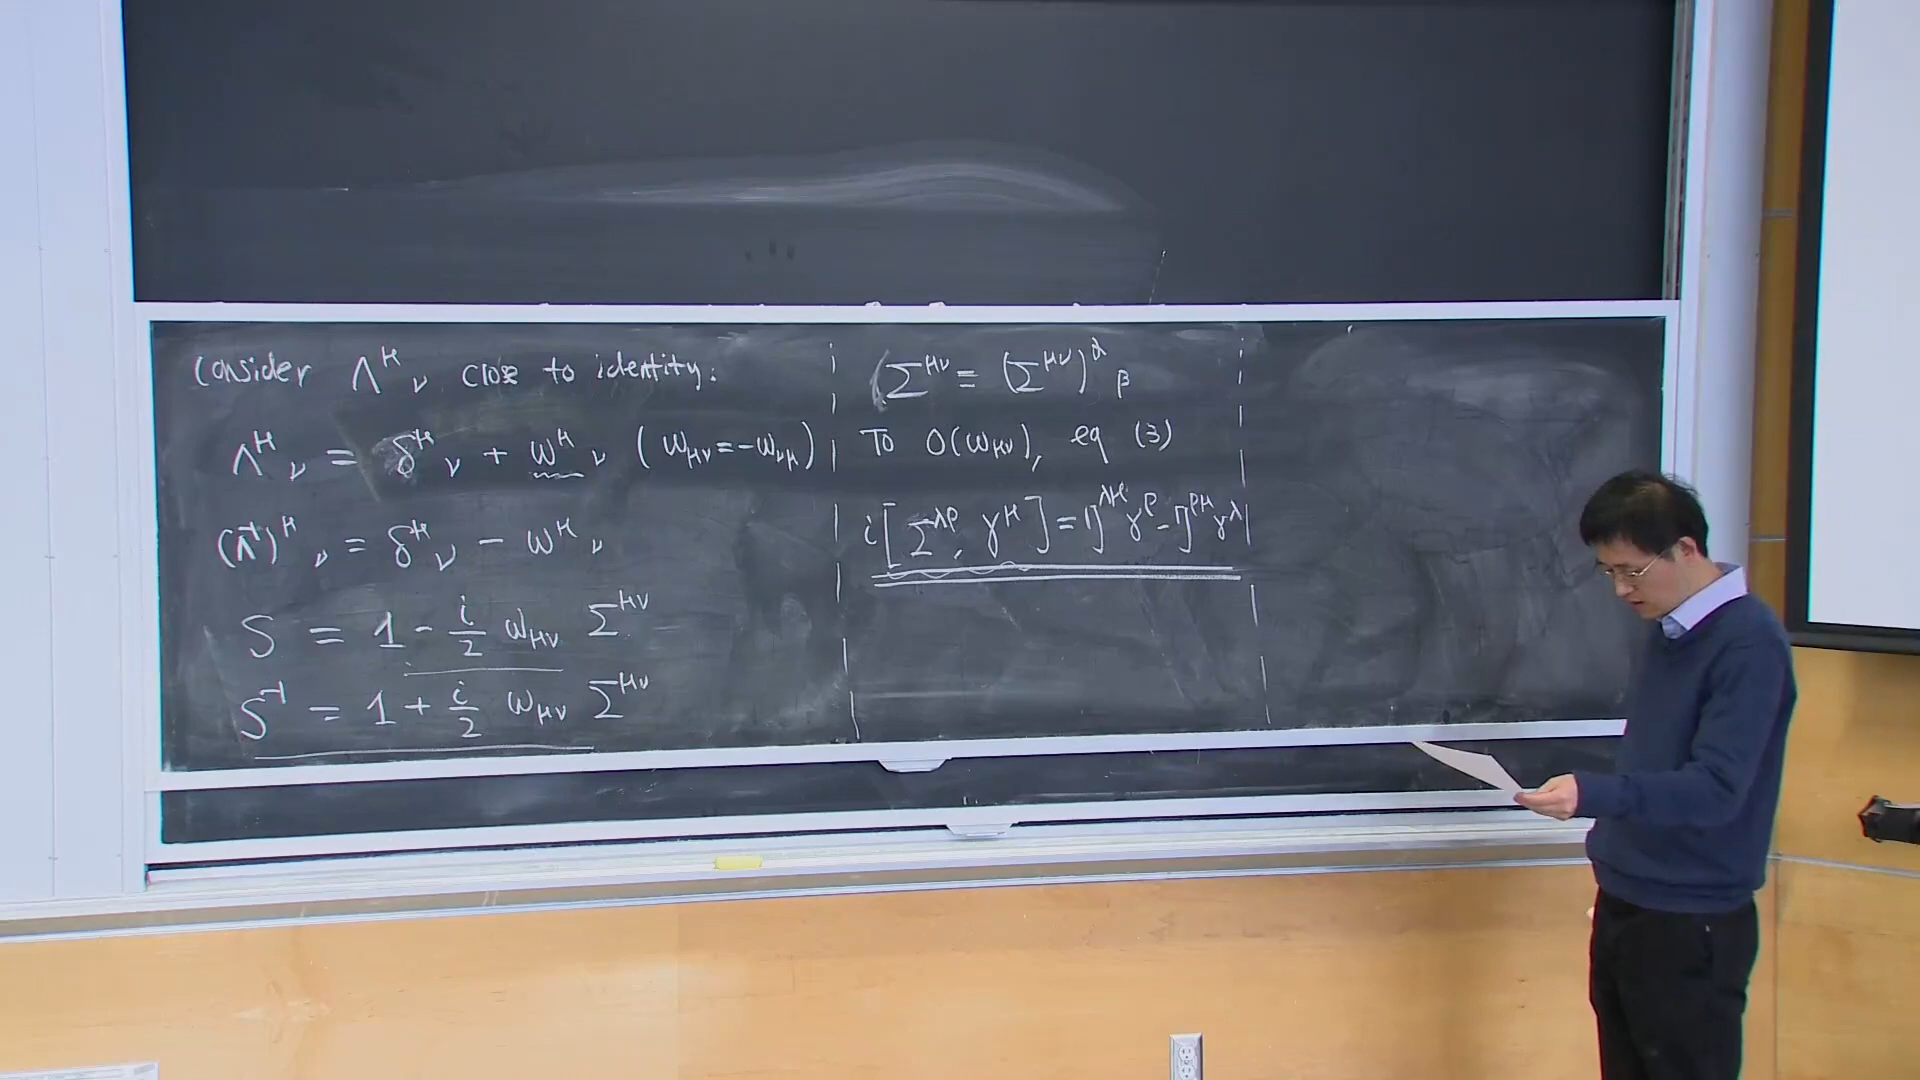 Consider Λ^μ_ν close to identity:
Λ^μ_ν = δ^μ_ν + ω^μ_ν (ω_μν = -ω_νμ)
(Λ^-1)^μ_ν = δ^μ_ν - ω^μ_ν
S = 1 - i/2 ω_μν Σ^μν
S^-1 = 1 + i/2 ω_μν Σ^μν
(Σ^μν ≡ (Σ^μν)^α_β
To O(ω_μν), eq (3)
i[Σ^λρ, γ^μ] = η^λμ γ^ρ - η^ρμ γ^λ